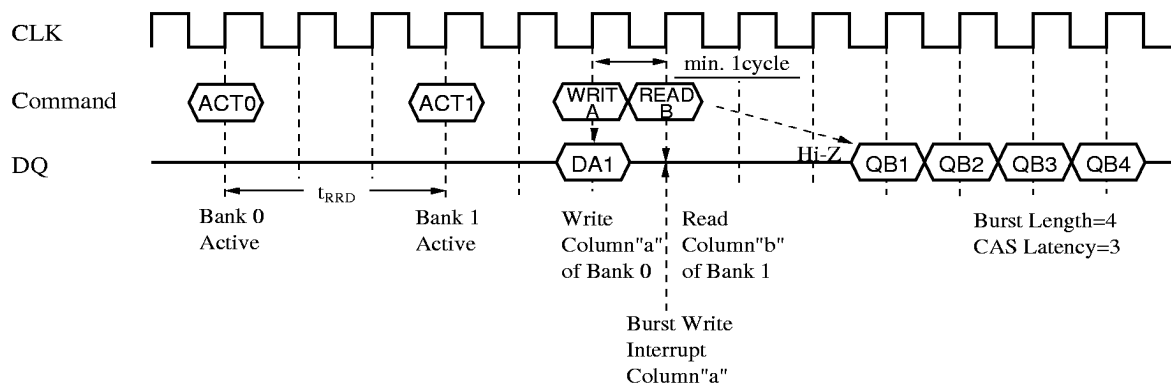 CLK
min. 1cycle
Command
ACT0
ACT1
WRIT
A
READ
B
DQ
DA1
Hi-Z
QB1
QB2
QB3
QB4
tRRD
Bank 0
Active
Bank 1
Active
Write
Column"a"
of Bank 0
Read
Column"b"
of Bank 1
Burst Length=4
CAS Latency=3
Burst Write
Interrupt
Column"a"